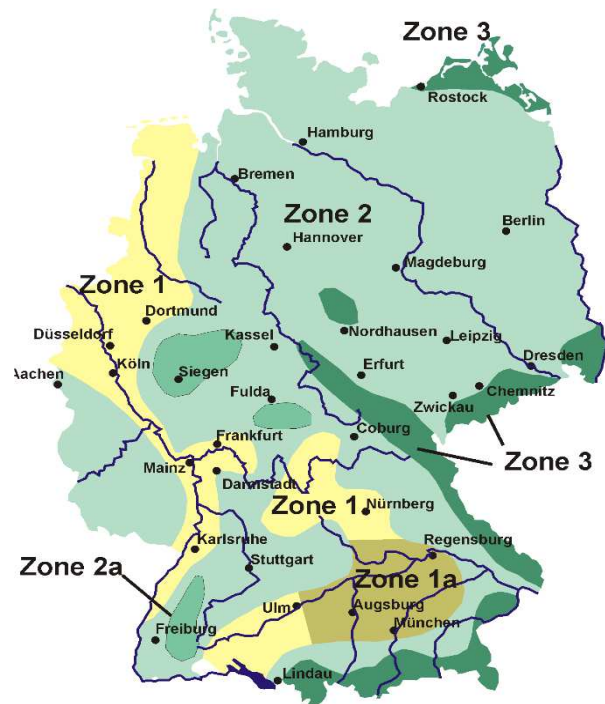 Zone 3
Rostock
Hamburg
Bremen
Zone 2
Berlin
Hannover
Magdeburg
Zone 1
Dortmund
Düsseldorf
Kassel
Nordhausen
Leipzig
Köln
Siegen
Erfurt
Dresden
Aachen
Fulda
Chemnitz
Zwickau
Coburg
Frankfurt
Zone 3
Mainz
Darmstadt
Zone 1
Nürnberg
Karlsruhe
Regensburg
Zone 2a
Stuttgart
Zone 1a
Ulm
Augsburg
Freiburg
München
Lindau